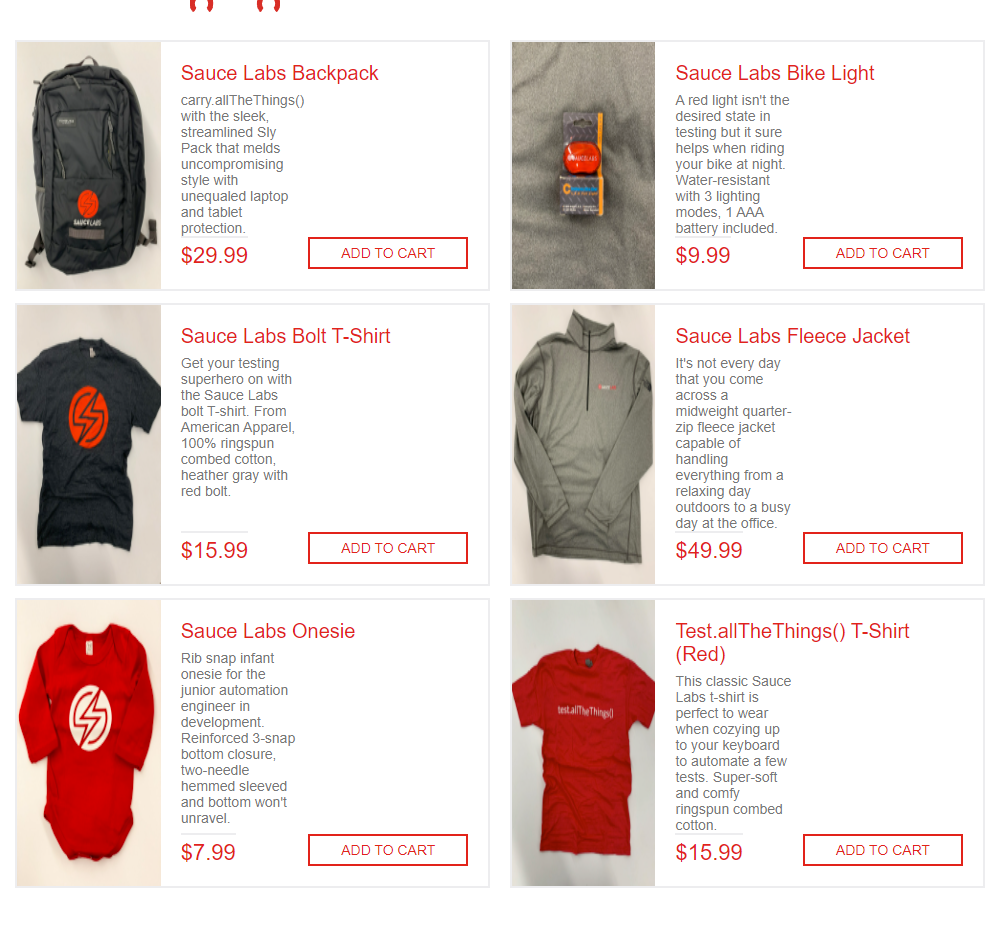 Sauce Labs Backpack
carry.allTheThings()
with the sleek,
streamlined Sly
Pack that melds
uncompromising
style with
unequaled laptop
and tablet
protection.
$29.99
ADD TO CART
SAUCELABS
Sauce Labs Bike Light
A red light isn't the
desired state in
testing but it sure
helps when riding
your bike at night.
Water-resistant
with 3 lighting
modes, 1 AAA
battery included.
$9.99
ADD TO CART
Sauce Labs Bolt T-Shirt
Get your testing
superhero on with
the Sauce Labs
bolt T-shirt. From
American Apparel,
100% ringspun
combed cotton,
heather gray with
red bolt.
$15.99
ADD TO CART
Sauce Labs Fleece Jacket
It's not every day
that you come
across a
midweight quarter-
zip fleece jacket
capable of
handling
everything from a
relaxing day
outdoors to a busy
day at the office.
$49.99
ADD TO CART
Sauce Labs Onesie
Rib snap infant
onesie for the
junior automation
engineer in
development.
Reinforced 3-snap
bottom closure,
two-needle
hemmed sleeved
and bottom won't
unravel.
$7.99
ADD TO CART
Test.allTheThings() T-Shirt
(Red)
This classic Sauce
Labs t-shirt is
perfect to wear
when cozying up
to your keyboard
to automate a few
tests. Super-soft
and comfy
ringspun combed
cotton.
$15.99
ADD TO CART
test.allTheThings()